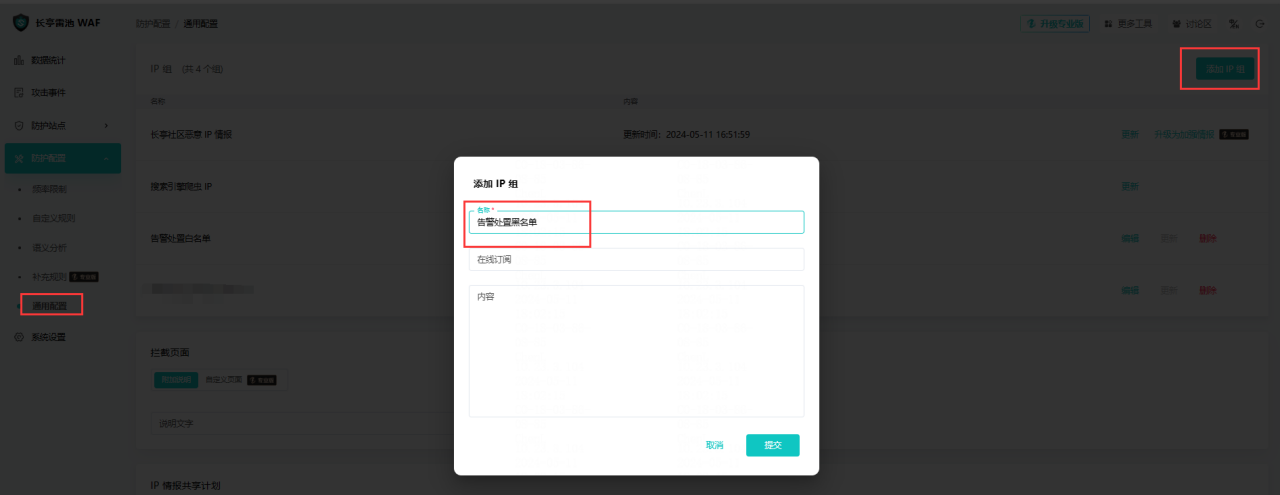 长亭雷池 WAF
防护配置 / 通用配置
升级专业版
更多工具
讨论区
数据统计
攻击事件
防护站点
防护配置
频率限制
自定义规则
语义分析
补充规则 专业版
通用配置
系统设置
IP 组 (共 4 个组)
添加 IP 组
名称 内容
长亭社区恶意 IP 情报 更新时间：2024-05-11 16:51:59 更新 升级为加强情报 专业版
搜索引擎爬虫 IP 更新
告警处置白名单 编辑 更新 删除
编辑 更新 删除
添加 IP 组
名称 *
告警处置黑名单
在线订阅
内容
取消 提交
拦截页面
附加说明 自定义页面 专业版
说明文字
IP 情报共享计划